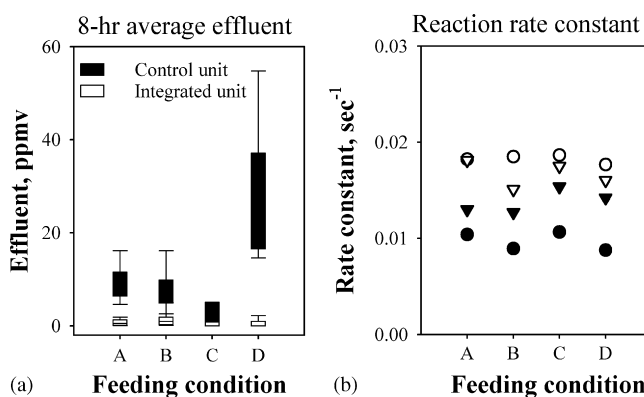 8-hr average effluent
60
40
20
0
Effluent, ppmv
Control unit
Integrated unit
A B C D
(a) Feeding condition
Reaction rate constant
0.03
0.02
0.01
0.00
Rate constant, sec-1
A B C D
(b) Feeding condition